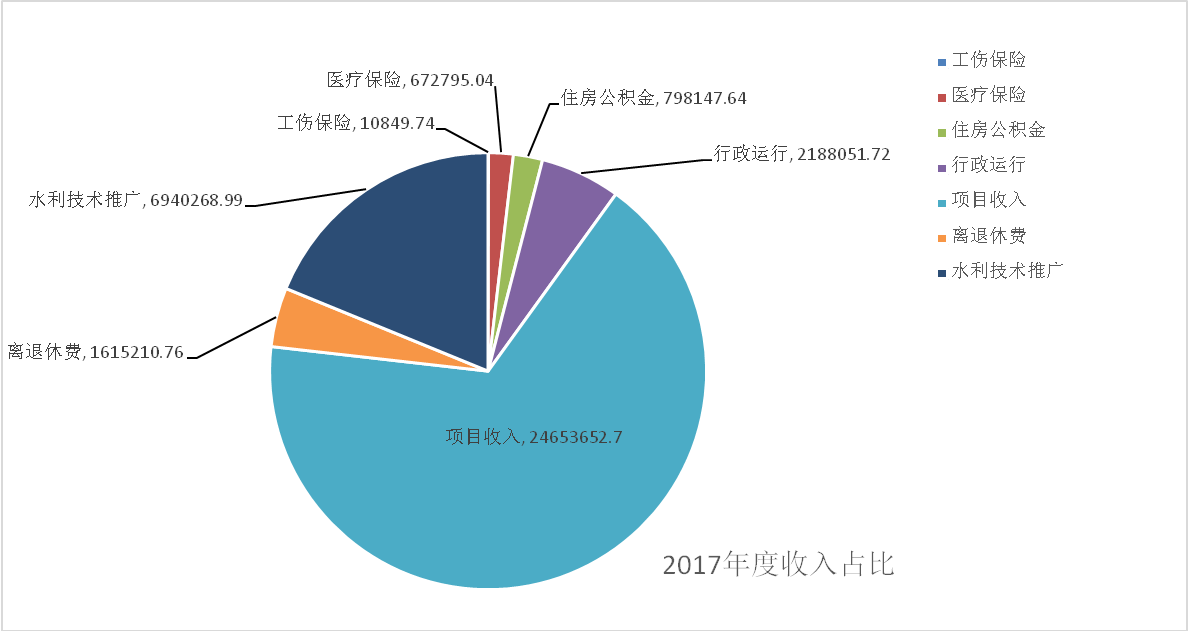 医疗保险, 672795.04
住房公积金, 798147.64
工伤保险, 10849.74
行政运行, 2188051.72
水利技术推广, 6940268.99
离退休费, 1615210.76
项目收入, 24653652.7
2017年度收入占比
工伤保险
医疗保险
住房公积金
行政运行
项目收入
离退休费
水利技术推广